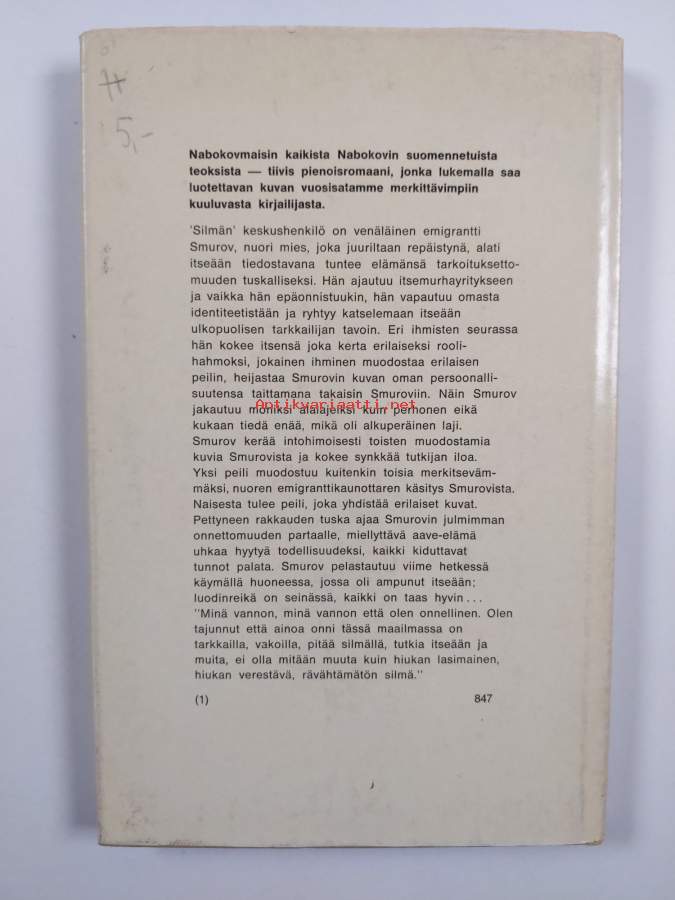 H
5,-
Nabokovmaisin kaikista Nabokovin suomennetuista
teoksista — tiivis pienoisromaani, jonka lukemalla saa
luotettavan kuvan vuosisatamme merkittävimpiin
kuuluvasta kirjailijasta.
'Silmän' keskushenkilö on venäläinen emigrantti
Smurov, nuori mies, joka juuriltaan repäistynä, alati
itseään tiedostavana tuntee elämänsä tarkoituksetto-
muuden tuskalliseksi. Hän ajautuu itsemurhayritykseen
ja vaikka hän epäonnistuukin, hän vapautuu omasta
identiteetistään ja ryhtyy katselemaan itseään
ulkopuolisen tarkkailijan tavoin. Eri ihmisten seurassa
hän kokee itsensä joka kerta erilaiseksi rooli-
hahmoksi, jokainen ihminen muodostaa erilaisen
peilin, heijastaa Smurovin kuvan oman persoonalli-
suutensa taittamana takaisin Smuroviin. Näin Smurov
Antikvariaatti.net
jakautuu moniksi alalajeiksi kuin perhonen eikä
kukaan tiedä enää, mikä oli alkuperäinen laji.
Smurov kerää intohimoisesti toisten muodostamia
kuvia Smurovista ja kokee synkkää tutkijan iloa.
Yksi peili muodostuu kuitenkin toisia merkitseväm-
mäksi, nuoren emigranttikaunottaren käsitys Smurovista.
Naisesta tulee peili, joka yhdistää erilaiset kuvat.
Pettyneen rakkauden tuska ajaa Smurovin julmimman
onnettomuuden partaalle, miellyttävä aave-elämä
uhkaa hyytyä todellisuudeksi, kaikki kiduttavat
tunnot palata. Smurov pelastautuu viime hetkessä
käymällä huoneessa, jossa oli ampunut itseään;
luodinreikä on seinässä, kaikki on taas hyvin...
"Minä vannon, minä vannon että olen onnellinen. Olen
tajunnut että ainoa onni tässä maailmassa on
tarkkailla, vakoilla, pitää silmällä, tutkia itseään ja
muita, ei olla mitään muuta kuin hiukan lasimainen,
hiukan verestävä, rävähtämätön silmä."
(1) 847